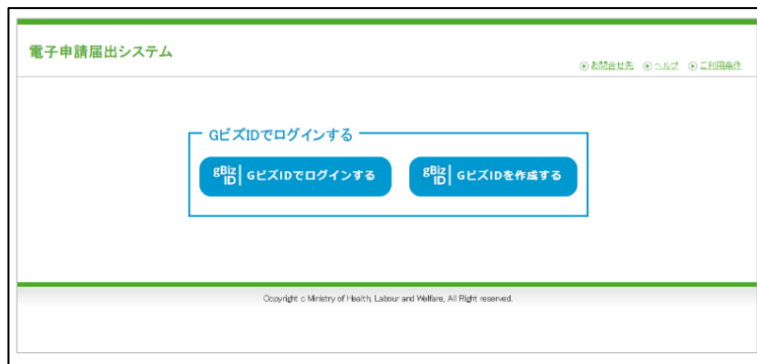 電子申請届出システム
お問合せ先 ヘルプ ご利用条件
GビズIDでログインする
gBiz ID GビズIDでログインする gBiz ID GビズIDを作成する
Copyright c Ministry of Health, Labour and Welfare, All Right reserved.